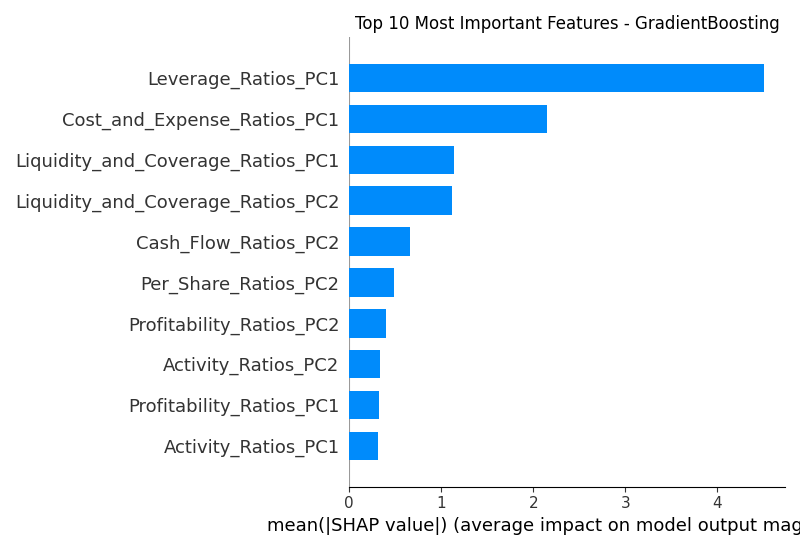 Top 10 Most Important Features - GradientBoosting
Leverage_Ratios_PC1
Cost_and_Expense_Ratios_PC1
Liquidity_and_Coverage_Ratios_PC1
Liquidity_and_Coverage_Ratios_PC2
Cash_Flow_Ratios_PC2
Per_Share_Ratios_PC2
Profitability_Ratios_PC2
Activity_Ratios_PC2
Profitability_Ratios_PC1
Activity_Ratios_PC1
0 1 2 3 4
mean(|SHAP value|) (average impact on model output mag